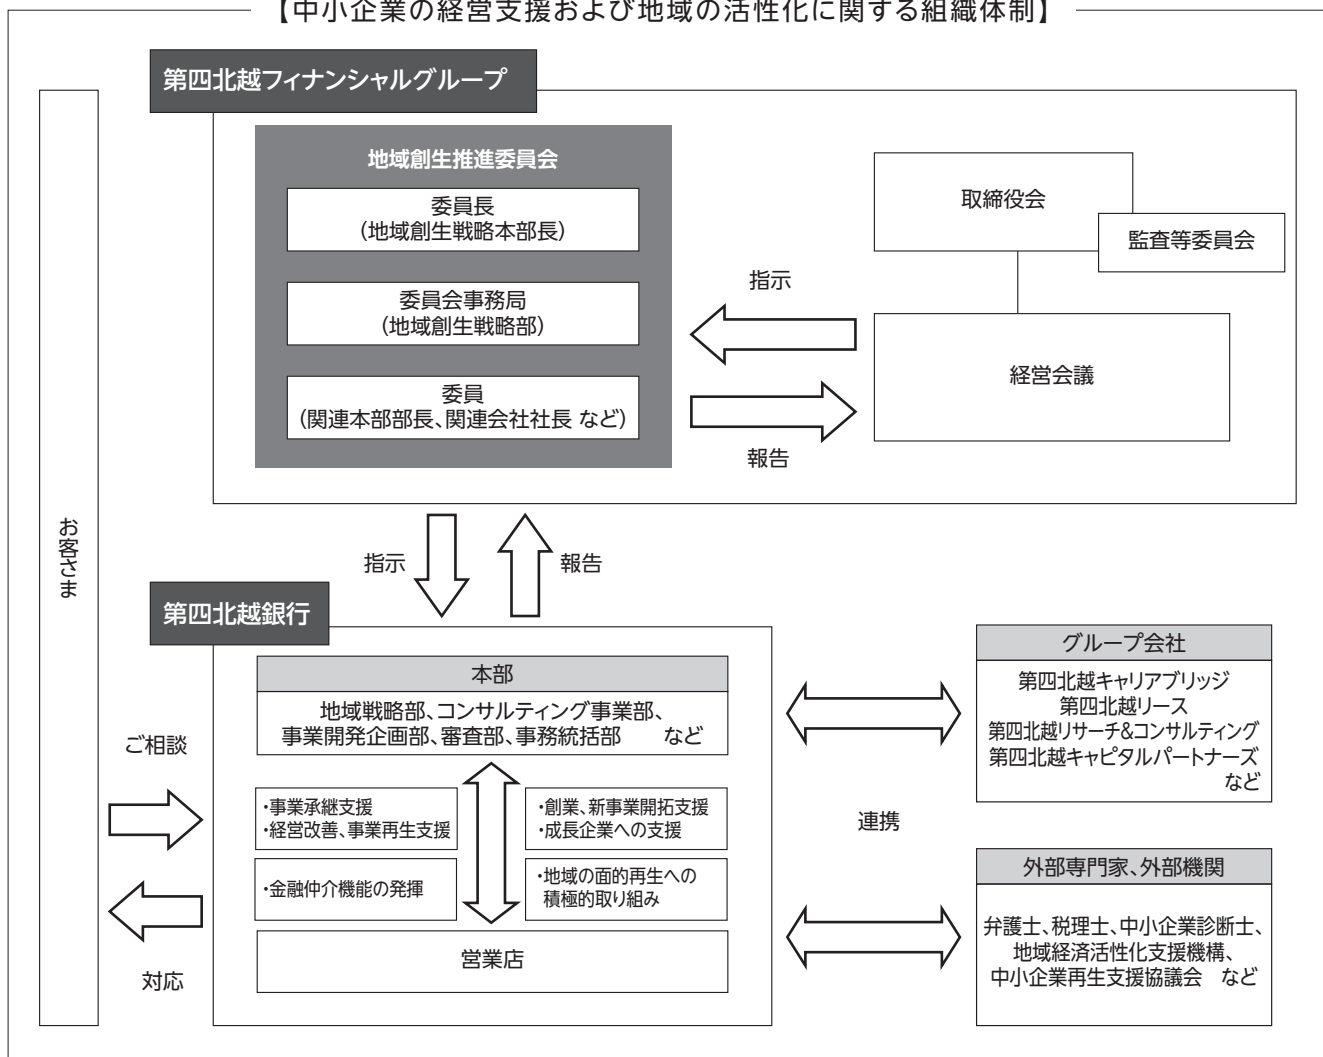 【中小企業の経営支援および地域の活性化に関する組織体制】
第四北越フィナンシャルグループ
地域創生推進委員会
委員長
（地域創生戦略本部長）
委員会事務局
（地域創生戦略部）
委員
（関連本部部長、関連会社社長 など）
指示
報告
取締役会
監査等委員会
経営会議
お客さま
指示
報告
第四北越銀行
本部
地域戦略部、コンサルティング事業部、
事業開発企画部、審査部、事務統括部　など
・事業承継支援
・経営改善、事業再生支援
・創業、新事業開拓支援
・成長企業への支援
・金融仲介機能の発揮
・地域の面的再生への
積極的取り組み
営業店
ご相談
対応
連携
グループ会社
第四北越キャリアブリッジ
第四北越リース
第四北越リサーチ&コンサルティング
第四北越キャピタルパートナーズ
など
外部専門家、外部機関
弁護士、税理士、中小企業診断士、
地域経済活性化支援機構、
中小企業再生支援協議会　など